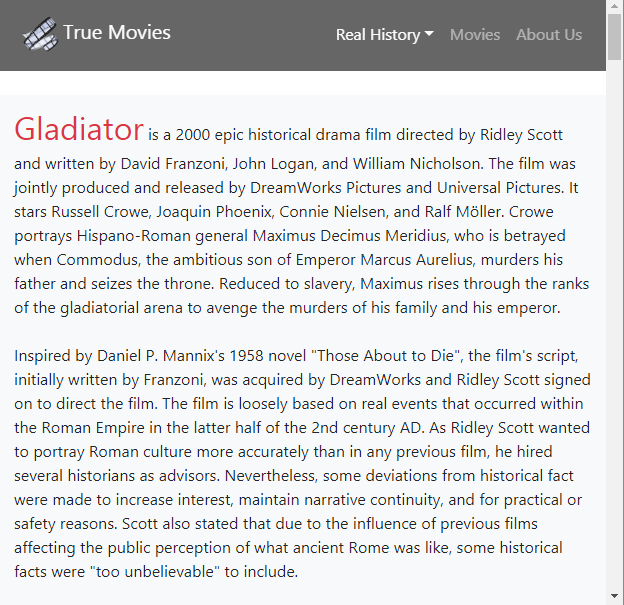 True Movies
Real History Movies About Us
Gladiator is a 2000 epic historical drama film directed by Ridley Scott
and written by David Franzoni, John Logan, and William Nicholson. The film was
jointly produced and released by DreamWorks Pictures and Universal Pictures. It
stars Russell Crowe, Joaquin Phoenix, Connie Nielsen, and Ralf Möller. Crowe
portrays Hispano-Roman general Maximus Decimus Meridius, who is betrayed
when Commodus, the ambitious son of Emperor Marcus Aurelius, murders his
father and seizes the throne. Reduced to slavery, Maximus rises through the ranks
of the gladiatorial arena to avenge the murders of his family and his emperor.
Inspired by Daniel P. Mannix's 1958 novel "Those About to Die", the film's script,
initially written by Franzoni, was acquired by DreamWorks and Ridley Scott signed
on to direct the film. The film is loosely based on real events that occurred within
the Roman Empire in the latter half of the 2nd century AD. As Ridley Scott wanted
to portray Roman culture more accurately than in any previous film, he hired
several historians as advisors. Nevertheless, some deviations from historical fact
were made to increase interest, maintain narrative continuity, and for practical or
safety reasons. Scott also stated that due to the influence of previous films
affecting the public perception of what ancient Rome was like, some historical
facts were "too unbelievable" to include.